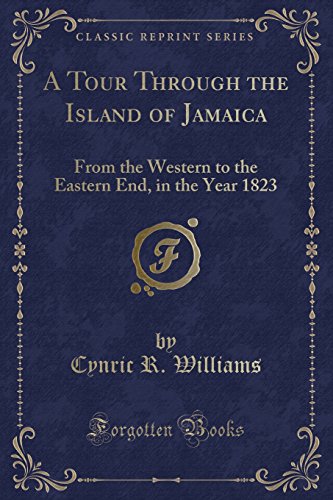 CLASSIC REPRINT SERIES
A Tour Through the
Island of Jamaica
From the Western to the
Eastern End, in the Year 1823
F
by
Cynric R. Williams
Forgotten Books